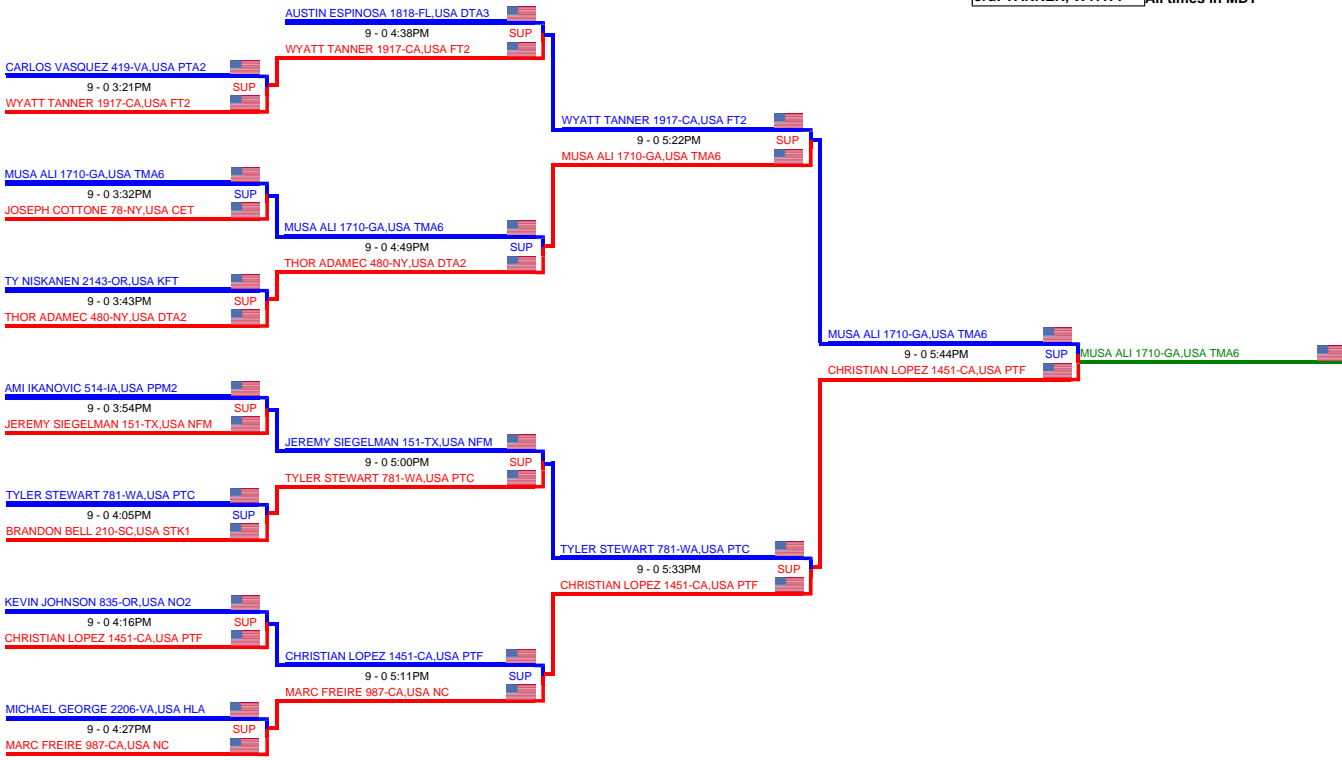 AUSTIN ESPINOSA 1818-FL,USA DTA3
9 - 0 4:38PM SUP
WYATT TANNER 1917-CA,USA FT2
CARLOS VASQUEZ 419-VA,USA PTA2
9 - 0 3:21PM SUP
WYATT TANNER 1917-CA,USA FT2
WYATT TANNER 1917-CA,USA FT2
9 - 0 5:22PM SUP
MUSA ALI 1710-GA,USA TMA6
MUSA ALI 1710-GA,USA TMA6
9 - 0 3:32PM SUP
JOSEPH COTTONE 78-NY,USA CET
MUSA ALI 1710-GA,USA TMA6
9 - 0 4:49PM SUP
THOR ADAMEC 480-NY,USA DTA2
TY NISKANEN 2143-OR,USA KFT
9 - 0 3:43PM SUP
THOR ADAMEC 480-NY,USA DTA2
MUSA ALI 1710-GA,USA TMA6
9 - 0 5:44PM SUP
CHRISTIAN LOPEZ 1451-CA,USA PTF
MUSA ALI 1710-GA,USA TMA6
AMI IKANOVIC 514-IA,USA PPM2
9 - 0 3:54PM SUP
JEREMY SIEGELMAN 151-TX,USA NFM
JEREMY SIEGELMAN 151-TX,USA NFM
9 - 0 5:00PM SUP
TYLER STEWART 781-WA,USA PTC
TYLER STEWART 781-WA,USA PTC
9 - 0 4:05PM SUP
BRANDON BELL 210-SC,USA STK1
TYLER STEWART 781-WA,USA PTC
9 - 0 5:33PM SUP
CHRISTIAN LOPEZ 1451-CA,USA PTF
KEVIN JOHNSON 835-OR,USA NO2
9 - 0 4:16PM SUP
CHRISTIAN LOPEZ 1451-CA,USA PTF
CHRISTIAN LOPEZ 1451-CA,USA PTF
9 - 0 5:11PM SUP
MARC FREIRE 987-CA,USA NC
MICHAEL GEORGE 2206-VA,USA HLA
9 - 0 4:27PM SUP
MARC FREIRE 987-CA,USA NC